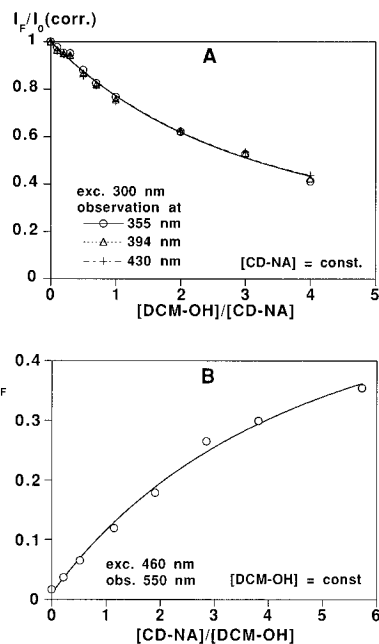 I_F/I_0(corr.)
1
0.8
0.6
0.4
0.2
0
A
exc. 300 nm
observation at
355 nm
394 nm
430 nm
[CD-NA] = const.
0 1 2 3 4 5
[DCM-OH]/[CD-NA]
0.4
0.3
0.2
0.1
0
F
B
exc. 460 nm
obs. 550 nm
[DCM-OH] = const
0 1 2 3 4 5 6
[CD-NA]/[DCM-OH]